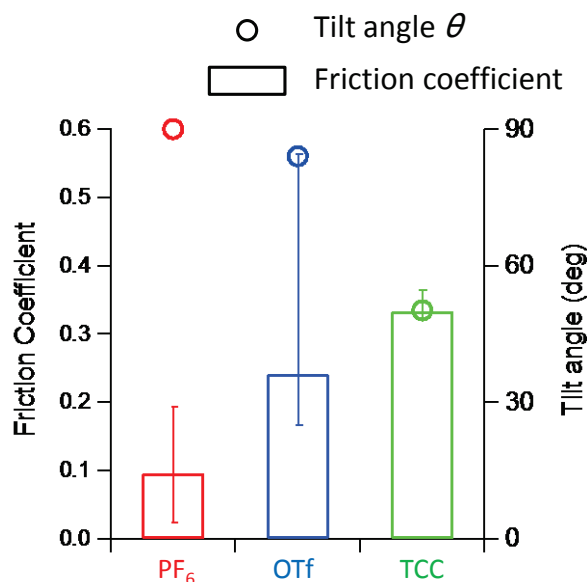 Tilt angle θ
Friction coefficient
0.6
0.5
0.4
0.3
0.2
0.1
0.0
Friction Coefficient
90
60
30
0
Tilt angle (deg)
PF₆
OTf
TCC